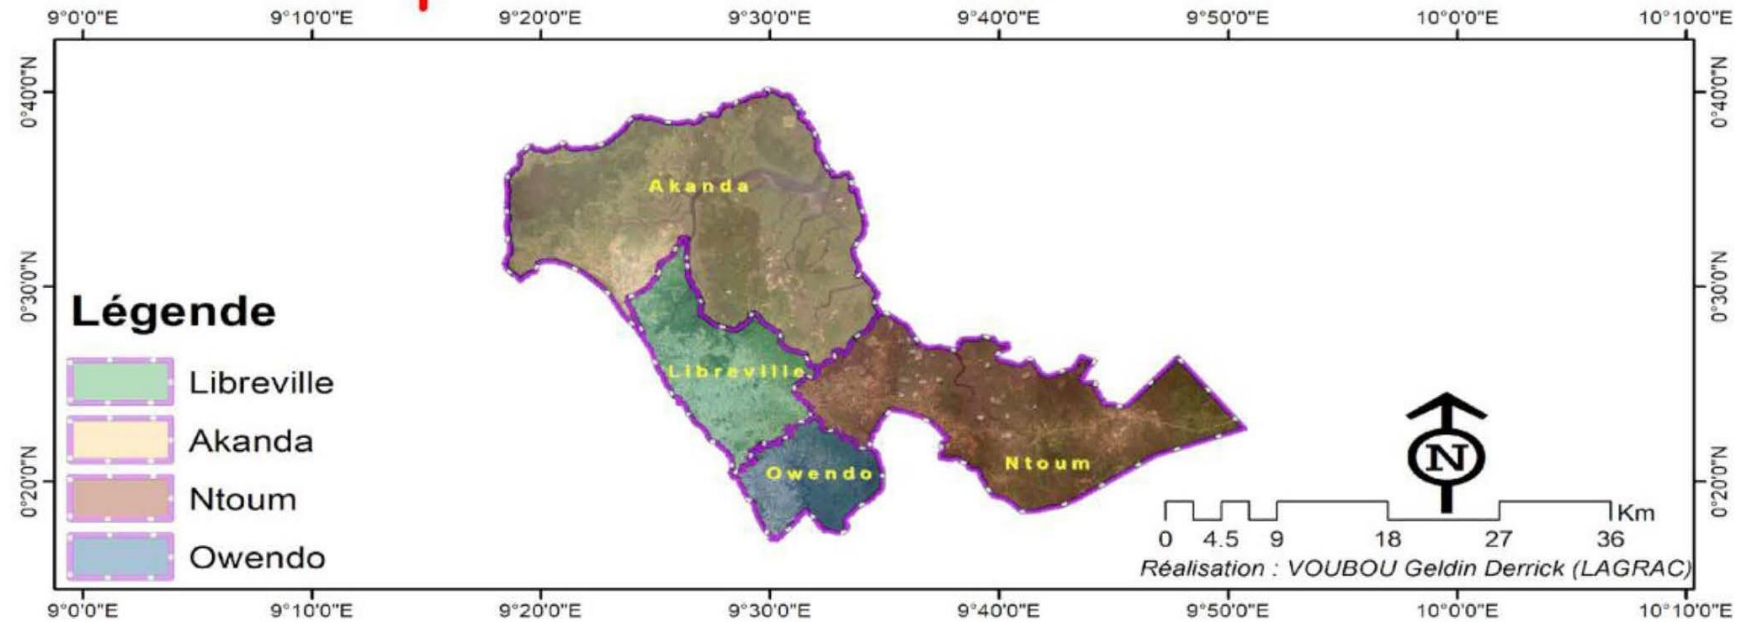 9°0'0"E 9°10'0"E 9°20'0"E 9°30'0"E 9°40'0"E 9°50'0"E 10°0'0"E 10°10'0"E
0°40'0"N 0°40'0"N
Akanda
0°30'0"N 0°30'0"N
Légende
Libreville
Libreville
Akanda
Ntoum
Owendo
0°20'0"N 0°20'0"N
Ntoum
Km
0 4.5 9 18 27 36
Owendo
Réalisation : VOUBOU Geldin Derrick (LAGRAC)
9°0'0"E 9°10'0"E 9°20'0"E 9°30'0"E 9°40'0"E 9°50'0"E 10°0'0"E 10°10'0"E
N